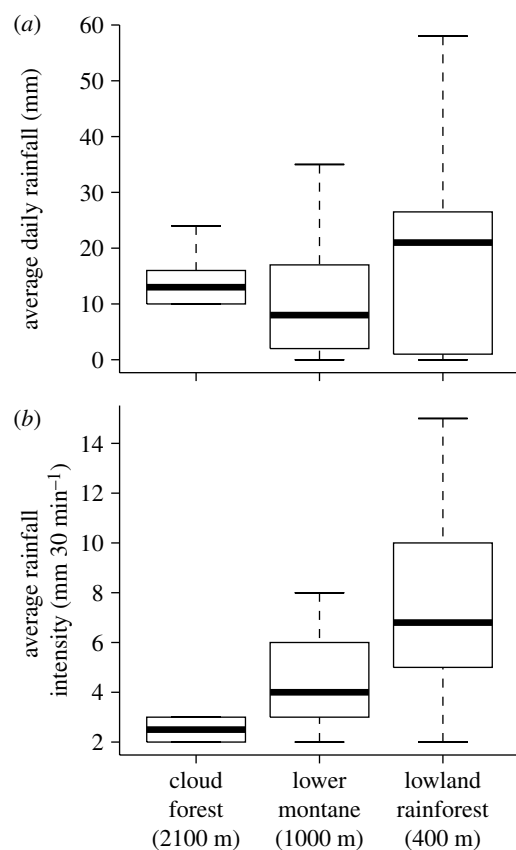 (a)
average daily rainfall (mm)
60
50
40
30
20
10
0
(b)
average rainfall
intensity (mm 30 min⁻¹)
14
12
10
8
6
4
2
cloud
forest
(2100 m)
lower
montane
(1000 m)
lowland
rainforest
(400 m)